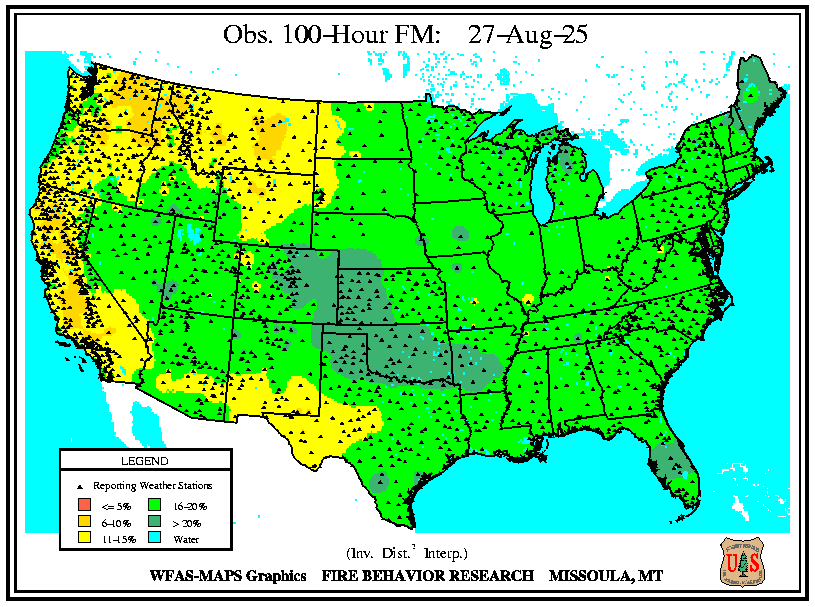 Obs. 100-Hour FM: 27-Aug-25
LEGEND
Reporting Weather Stations
<= 5% 16-20%
6-10% > 20%
11-15% Water
(Inv. Dist.² Interp.)
WFAS-MAPS Graphics FIRE BEHAVIOR RESEARCH MISSOULA, MT
U S